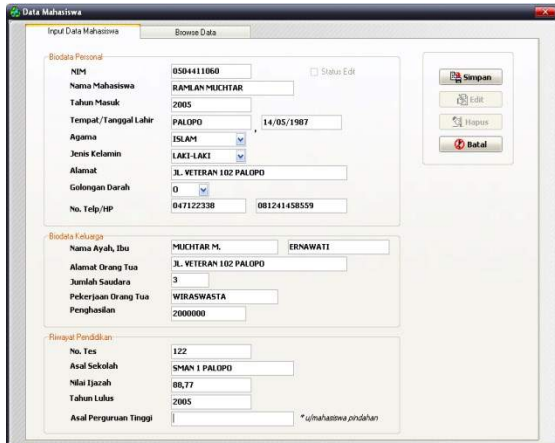 Data Mahasiswa
Input Data Mahasiswa Browse Data
Biodata Personal
NIM 0504411060 Status Edit
Nama Mahasiswa RAMLAN MUCHTAR
Tahun Masuk 2005
Tempat/Tanggal Lahir PALOPO , 14/05/1987
Agama ISLAM
Jenis Kelamin LAKI-LAKI
Alamat JL. VETERAN 102 PALOPO
Golongan Darah O
No. Telp/HP 047122338 081241458559
Simpan
Edit
Hapus
Batal
Biodata Keluarga
Nama Ayah, Ibu MUCHTAR M. ERNAWATI
Alamat Orang Tua JL. VETERAN 102 PALOPO
Jumlah Saudara 3
Pekerjaan Orang Tua WIRASWASTA
Penghasilan 2000000
Riwayat Pendidikan
No. Tes 122
Asal Sekolah SMAN 1 PALOPO
Nilai Ijazah 88,77
Tahun Lulus 2005
Asal Perguruan Tinggi * u/mahasiswa pindahan